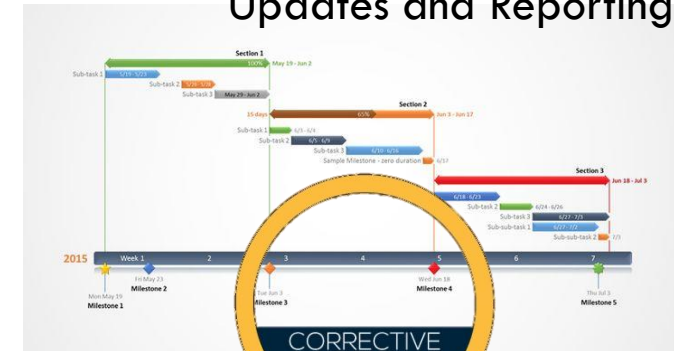 Updates and Reporting
Section 1
100% May 19 - Jun 2
Sub-task 1 5/19 - 5/23
Sub-task 2
Sub-task 3 May 29 - Jun 2
Section 2
15 days 65% Jun 3 - Jun 17
Sub-task 1 6/3 - 6/4
Sub-task 2 6/5 - 6/9
Sub-task 3 6/10 - 6/16
Sample Milestone - zero duration 6/17
Section 3
Jun 18 - Jul 3
6/18 - 6/23
Sub-task 2 6/24 - 6/26
Sub-task 3 6/27 - 7/3
Sub-sub-task 1 6/27 - 7/2
Sub-sub-task 2 7/3
2015 Week 1 2 3 4 5 6 7
Mon May 19
Milestone 1
Fri May 23
Milestone 2
Tue Jun 3
Milestone 3
Wed Jun 18
Milestone 4
Thu Jul 3
Milestone 5
CORRECTIVE